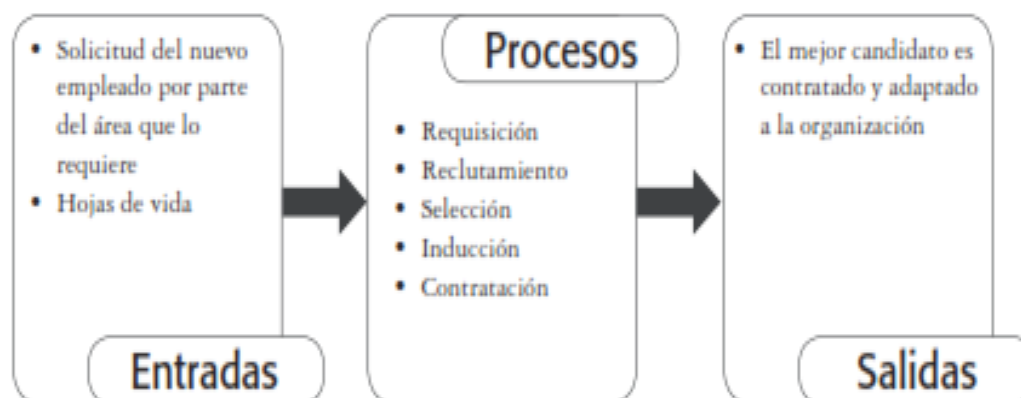 • Solicitud del nuevo
empleado por parte
del área que lo
requiere
• Hojas de vida
Entradas
Procesos
• Requisición
• Reclutamiento
• Selección
• Inducción
• Contratación
• El mejor candidato es
contratado y adaptado
a la organización
Salidas